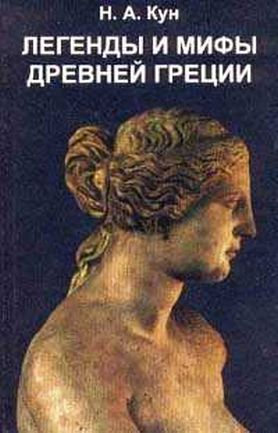 Н. А. Кун
ЛЕГЕНДЫ И МИФЫ
ДРЕВНЕЙ ГРЕЦИИ